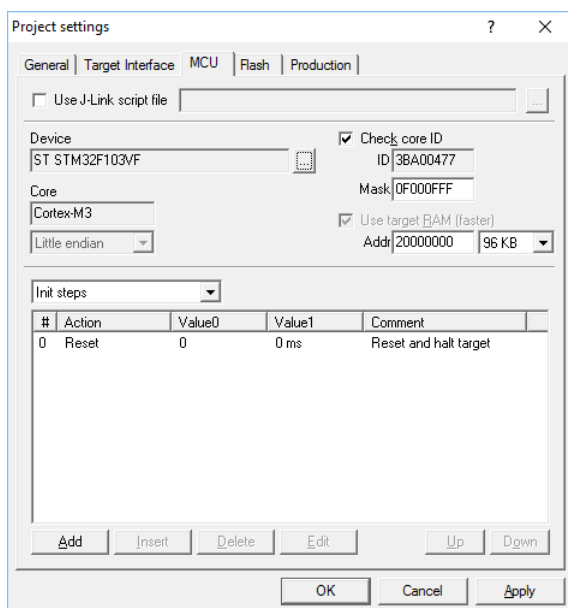 Project settings ? ×
General Target Interface MCU Flash Production
Use J-Link script file ...
Device
ST STM32F103VF ...
Check core ID
ID 3BA00477
Mask 0F000FFF
Core
Cortex-M3
Little endian
Use target RAM (faster)
Addr 20000000 96 KB
Init steps
# Action Value0 Value1 Comment
0 Reset 0 0 ms Reset and halt target
Add Insert Delete Edit Up Down
OK Cancel Apply